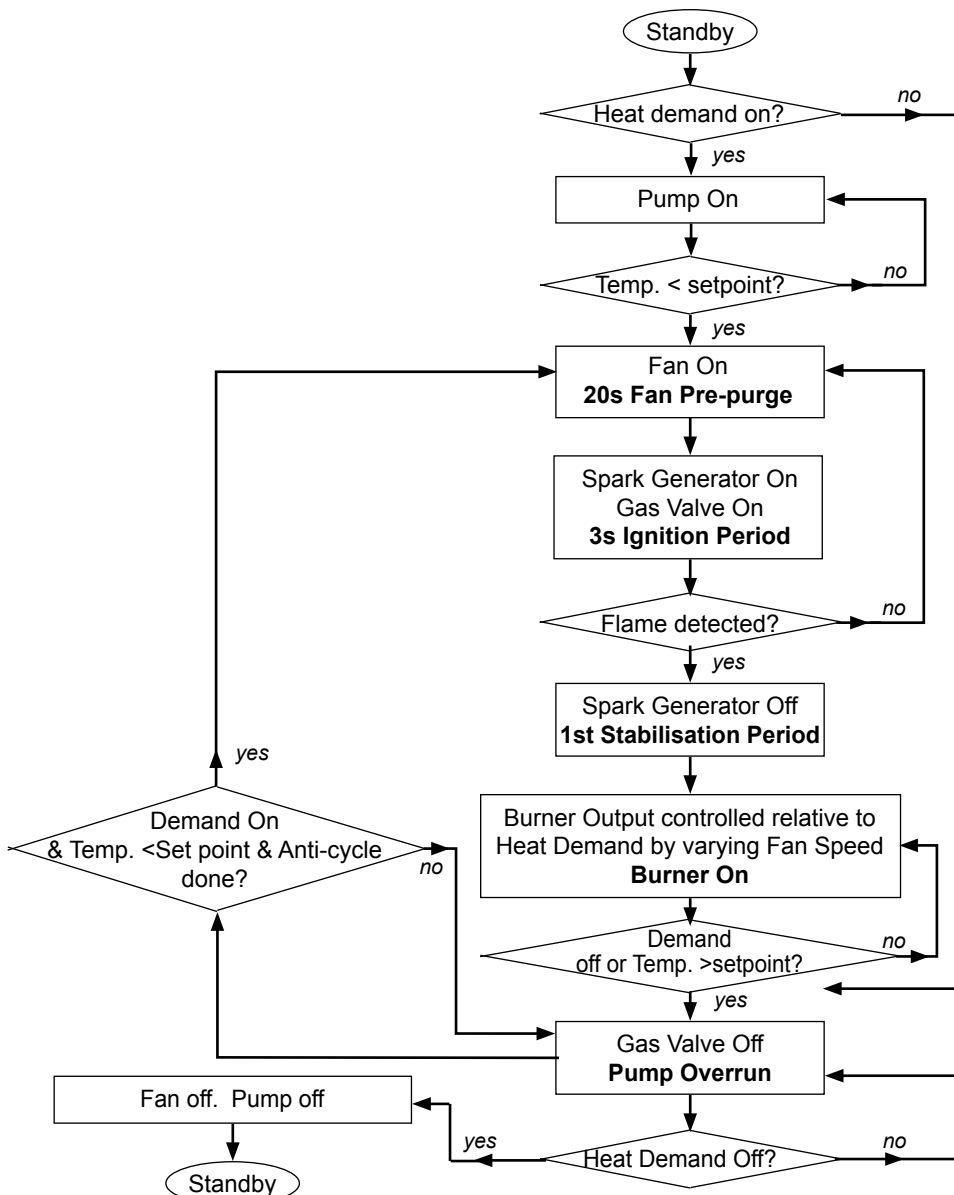 Standby
Heat demand on?
no
yes
Pump On
Temp. < setpoint?
no
yes
Fan On
20s Fan Pre-purge
Spark Generator On
Gas Valve On
3s Ignition Period
Flame detected?
no
yes
Spark Generator Off
1st Stabilisation Period
yes
Demand On
& Temp. <Set point & Anti-cycle
done?
no
Burner Output controlled relative to
Heat Demand by varying Fan Speed
Burner On
Demand
off or Temp. >setpoint?
no
yes
Gas Valve Off
Pump Overrun
Fan off. Pump off
yes
Heat Demand Off?
no
Standby